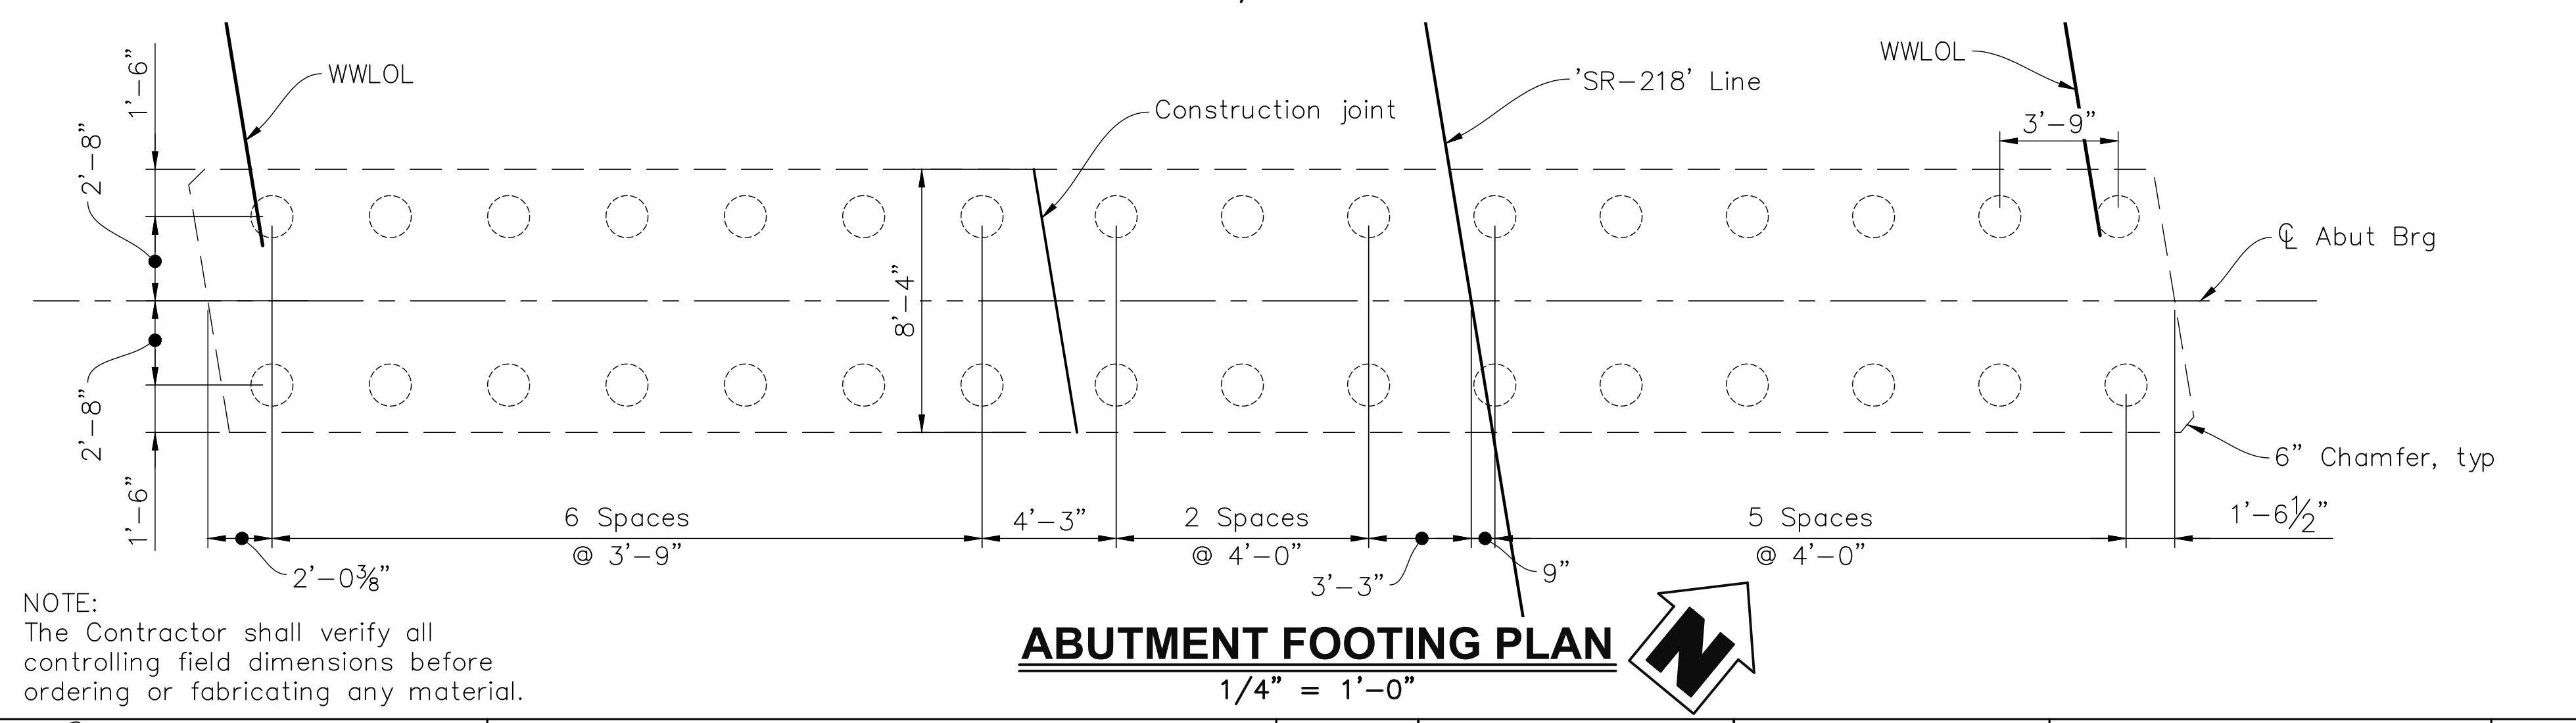 WWLOL
'SR-218' Line
WWLOL
Construction joint
1'-6"
2'-8"
3'-9"
℄ Abut Brg
8'-4"
2'-8"
1'-6"
6" Chamfer, typ
6 Spaces
@ 3'-9"
4'-3"
2 Spaces
@ 4'-0"
5 Spaces
@ 4'-0"
1'-6½"
2'-0⅜"
3'-3"
9"
NOTE:
The Contractor shall verify all
controlling field dimensions before
ordering or fabricating any material.
ABUTMENT FOOTING PLAN
1/4" = 1'-0"
N